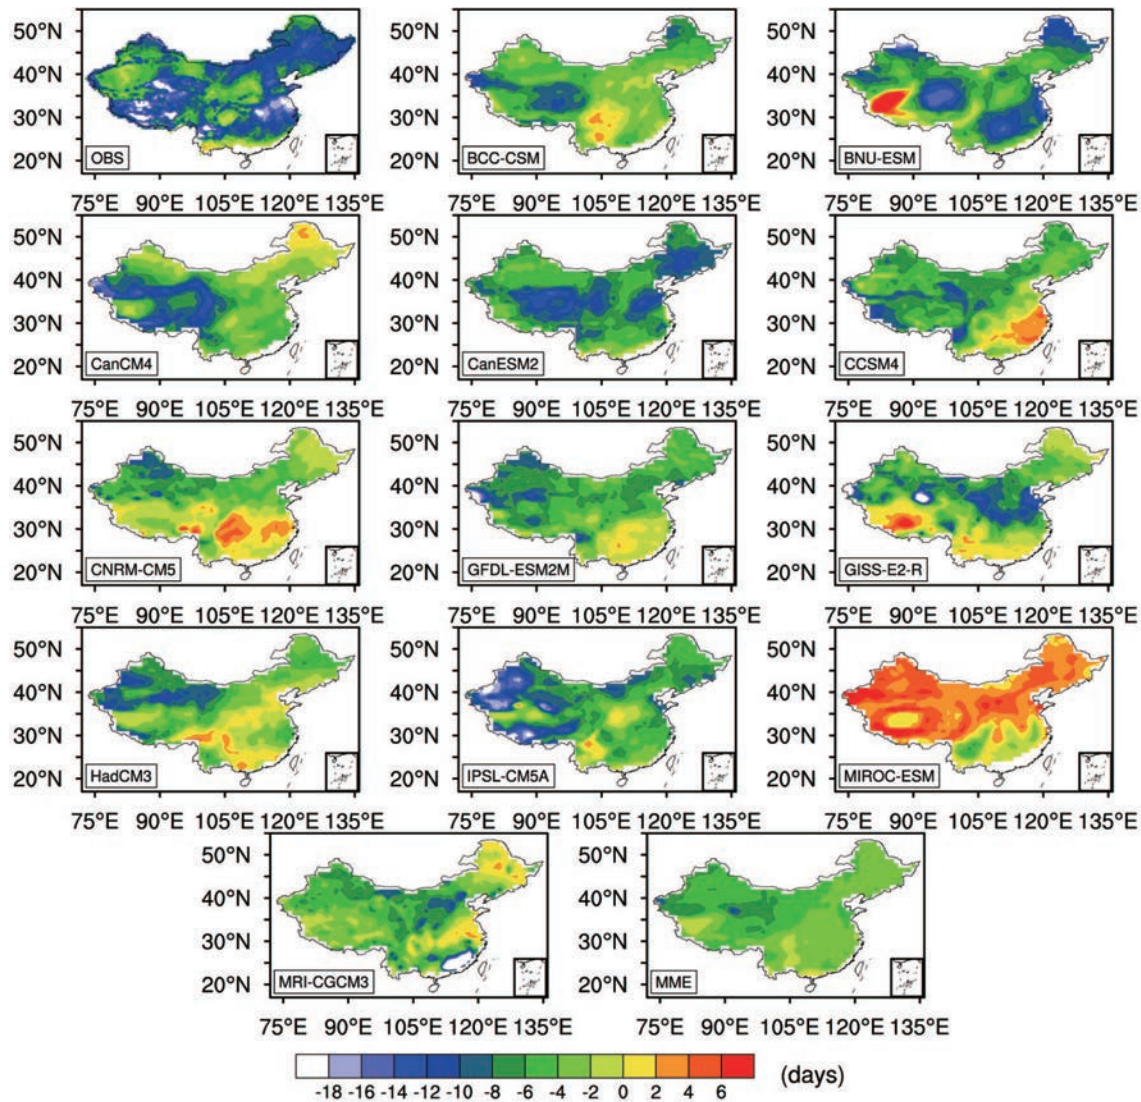 50°N 50°N 50°N
40°N 40°N 40°N
30°N 30°N 30°N
20°N 20°N 20°N
OBS BCC-CSM BNU-ESM
75°E 90°E 105°E 120°E 135°E 75°E 90°E 105°E 120°E 135°E 75°E 90°E 105°E 120°E 135°E
50°N 50°N 50°N
40°N 40°N 40°N
30°N 30°N 30°N
20°N 20°N 20°N
CanCM4 CanESM2 CCSM4
75°E 90°E 105°E 120°E 135°E 75°E 90°E 105°E 120°E 135°E 75°E 90°E 105°E 120°E 135°E
50°N 50°N 50°N
40°N 40°N 40°N
30°N 30°N 30°N
20°N 20°N 20°N
CNRM-CM5 GFDL-ESM2M GISS-E2-R
75°E 90°E 105°E 120°E 135°E 75°E 90°E 105°E 120°E 135°E 75°E 90°E 105°E 120°E 135°E
50°N 50°N 50°N
40°N 40°N 40°N
30°N 30°N 30°N
20°N 20°N 20°N
HadCM3 IPSL-CM5A MIROC-ESM
75°E 90°E 105°E 120°E 135°E 75°E 90°E 105°E 120°E 135°E 75°E 90°E 105°E 120°E 135°E
50°N 50°N
40°N 40°N
30°N 30°N
20°N 20°N
MRI-CGCM3 MME
75°E 90°E 105°E 120°E 135°E 75°E 90°E 105°E 120°E 135°E
(days)
-18 -16 -14 -12 -10 -8 -6 -4 -2 0 2 4 6